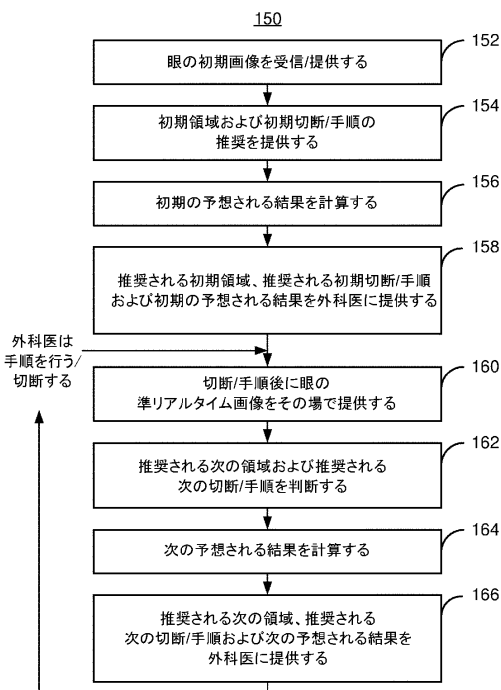 150
眼の初期画像を受信/提供する
152
初期領域および初期切断/手順の
推奨を提供する
154
初期の予想される結果を計算する
156
推奨される初期領域、推奨される初期切断/手順
および初期の予想される結果を外科医に提供する
158
外科医は
手順を行う/
切断する
切断/手順後に眼の
準リアルタイム画像をその場で提供する
160
推奨される次の領域および推奨される
次の切断/手順を判断する
162
次の予想される結果を計算する
164
推奨される次の領域、推奨される
次の切断/手順および次の予想される結果を
外科医に提供する
166